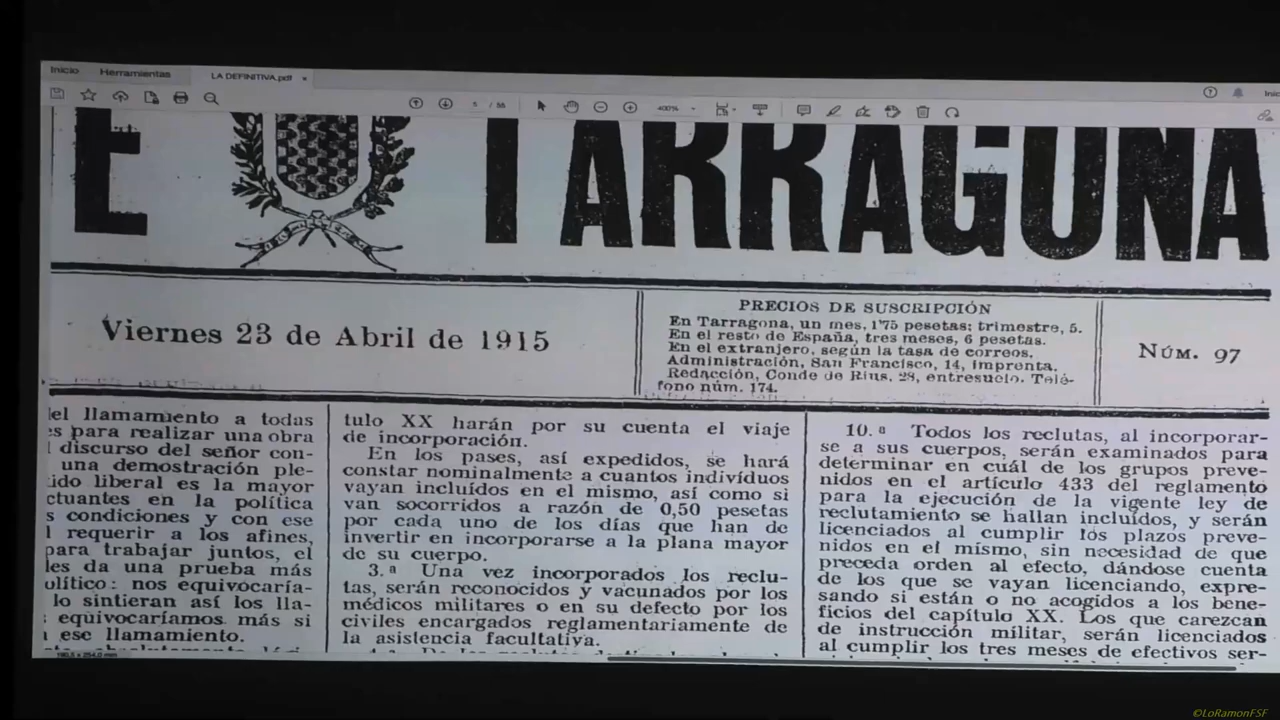 Inicio Herramientas LA DEFINITIVA.pdf ×
5 / 56 400%
E TARRAGONA
Viernes 23 de Abril de 1915
PRECIOS DE SUSCRIPCIÓN
En Tarragona, un mes, 1'75 pesetas; trimestre, 5.
En el resto de España, tres meses, 6 pesetas.
En el extranjero, según la tasa de correos.
Administración, San Francisco, 14, imprenta.
Redacción, Conde de Rius, 28, entresuelo. Telé-
fono núm. 174.
NÚM. 97
el llamamiento a todas
es para realizar una obra
l discurso del señor con-
una demostración ple-
ido liberal es la mayor
ctuantes en la política
s condiciones y con ese
l requerir a los afines,
para trabajar juntos, el
les da una prueba más
olítico: nos equivocaría-
lo sintieran así los lla-
equivocaríamos más si
ese llamamiento.
tulo XX harán por su cuenta el viaje
de incorporación.
En los pases, así expedidos, se hará
constar nominalmente a cuantos individuos
vayan incluídos en el mismo, así como si
van socorridos a razón de 0,50 pesetas
por cada uno de los días que han de
invertir en incorporarse a la plana mayor
de su cuerpo.
3.ª Una vez incorporados los reclu-
tas, serán reconocidos y vacunados por los
médicos militares o en su defecto por los
civiles encargados reglamentariamente de
la asistencia facultativa.
10.ª Todos los reclutas, al incorporar-
se a sus cuerpos, serán examinados para
determinar en cuál de los grupos preve-
nidos en el artículo 433 del reglamento
para la ejecución de la vigente ley de
reclutamiento se hallan incluídos, y serán
licenciados al cumplir los plazos preve-
nidos en el mismo, sin necesidad de que
preceda orden al efecto, dándose cuenta
de los que se vayan licenciando, expre-
sando si están o no acogidos a los bene-
ficios del capítulo XX. Los que carezcan
de instrucción militar, serán licenciados
al cumplir los tres meses de efectivos ser-
©LoRamonFSF